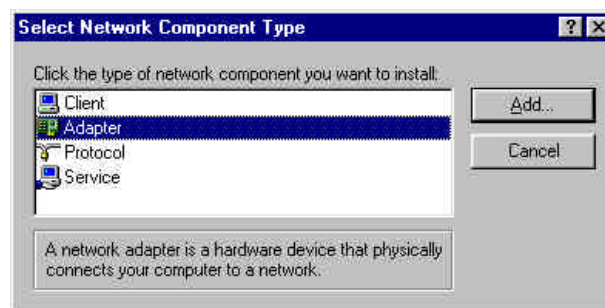 Select Network Component Type
Click the type of network component you want to install:
Client
Adapter
Protocol
Service
Add...
Cancel
A network adapter is a hardware device that physically
connects your computer to a network.